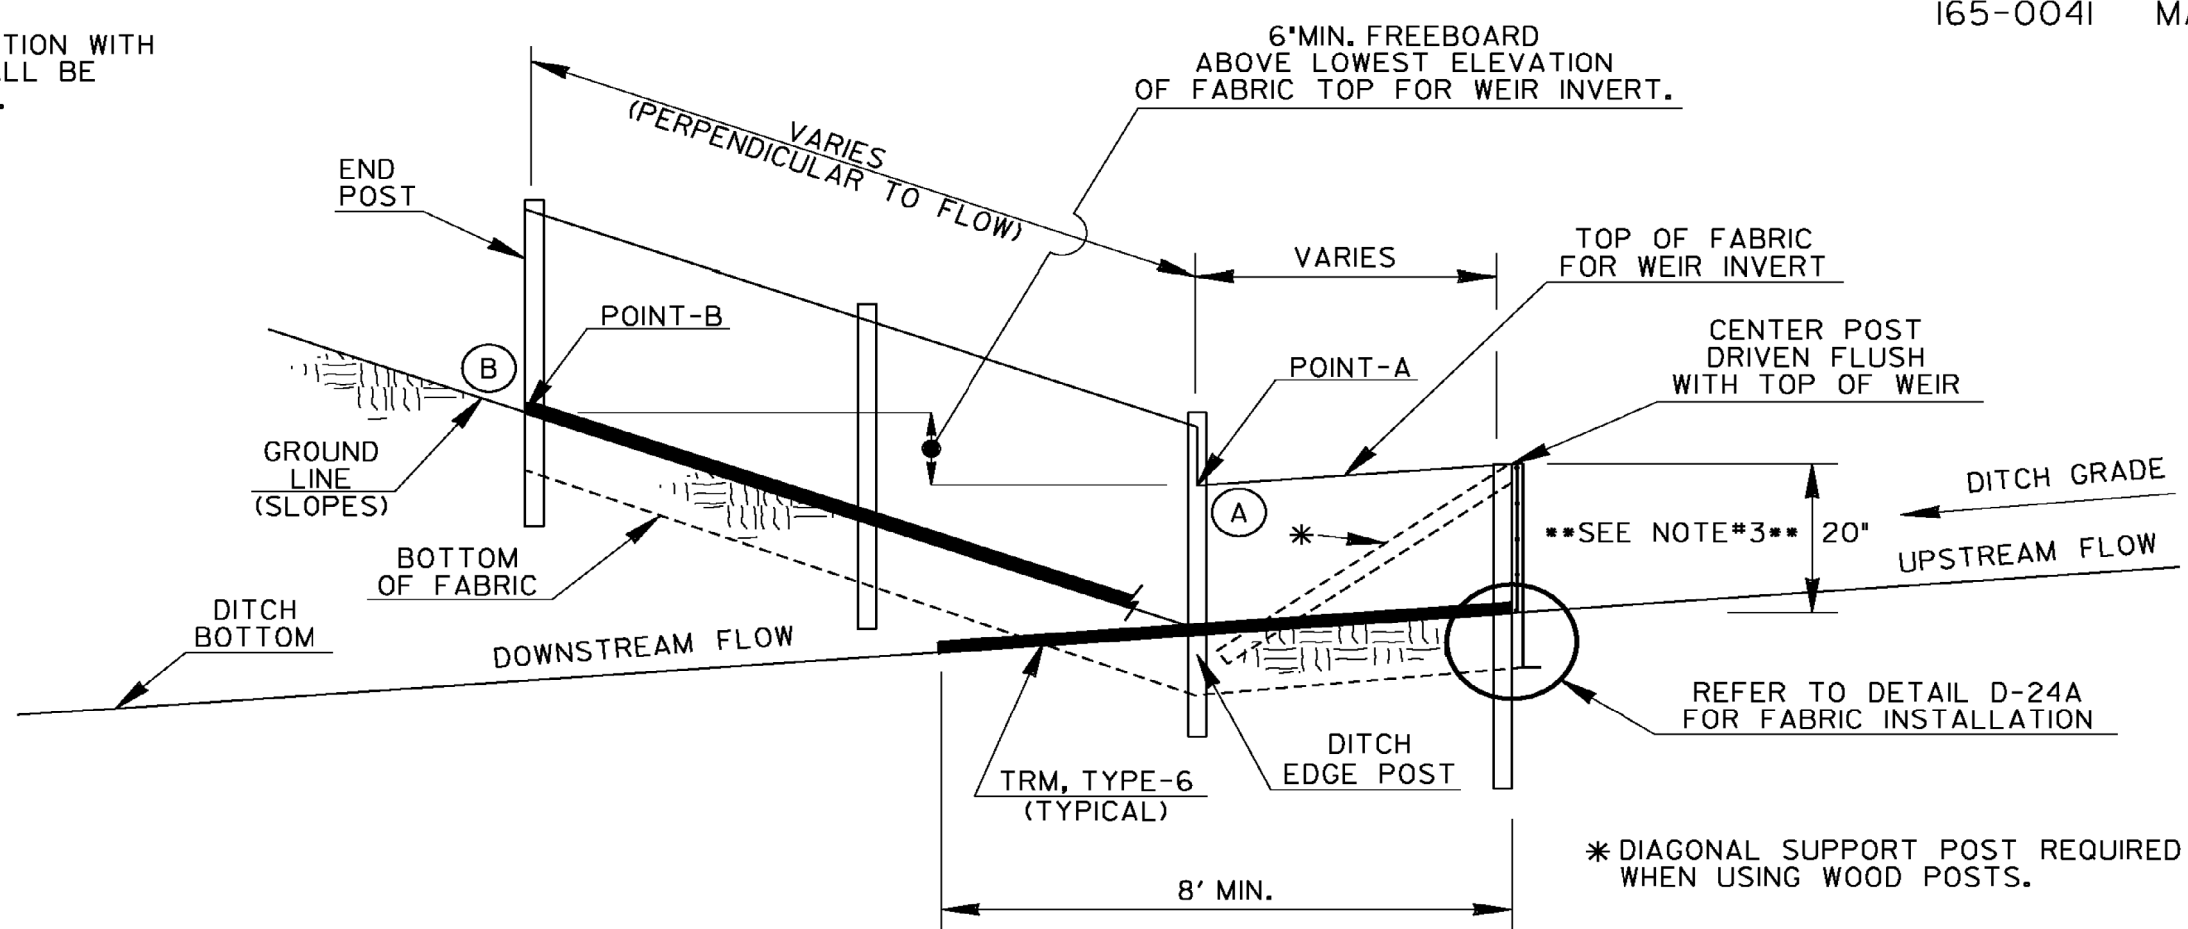 TION WITH
LL BE
.
165-0041 MA
6"MIN. FREEBOARD
ABOVE LOWEST ELEVATION
OF FABRIC TOP FOR WEIR INVERT.
VARIES
(PERPENDICULAR TO FLOW)
END
POST
VARIES
TOP OF FABRIC
FOR WEIR INVERT
POINT-B
CENTER POST
DRIVEN FLUSH
WITH TOP OF WEIR
B
POINT-A
GROUND
LINE
(SLOPES)
DITCH GRADE
A
*
**SEE NOTE#3** 20"
UPSTREAM FLOW
BOTTOM
OF FABRIC
DITCH
BOTTOM
DOWNSTREAM FLOW
REFER TO DETAIL D-24A
FOR FABRIC INSTALLATION
DITCH
EDGE POST
TRM, TYPE-6
(TYPICAL)
* DIAGONAL SUPPORT POST REQUIRED
WHEN USING WOOD POSTS.
8' MIN.